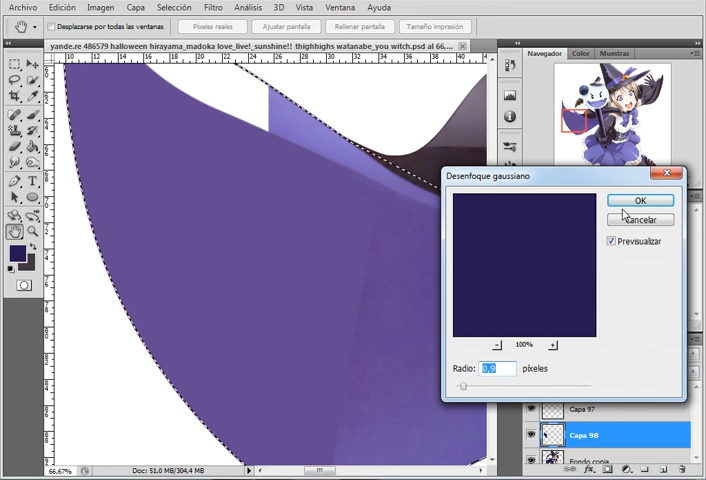 Archivo Edición Imagen Capa Selección Filtro Análisis 3D Vista Ventana Ayuda
Desplazarse por todas las ventanas Píxeles reales Ajustar pantalla Rellenar pantalla Tamaño impresión
yande.re 486579 halloween hirayama_madoka love_live!_sunshine!! thighhighs watanabe_you witch.psd al 66,...
Navegador Color Muestras
Desenfoque gaussiano
OK
Cancelar
Previsualizar
100%
Radio: 0,9 píxeles
Capa 97
Capa 98
Fondo copia
66,67% Doc: 51,0 MB/304,4 MB